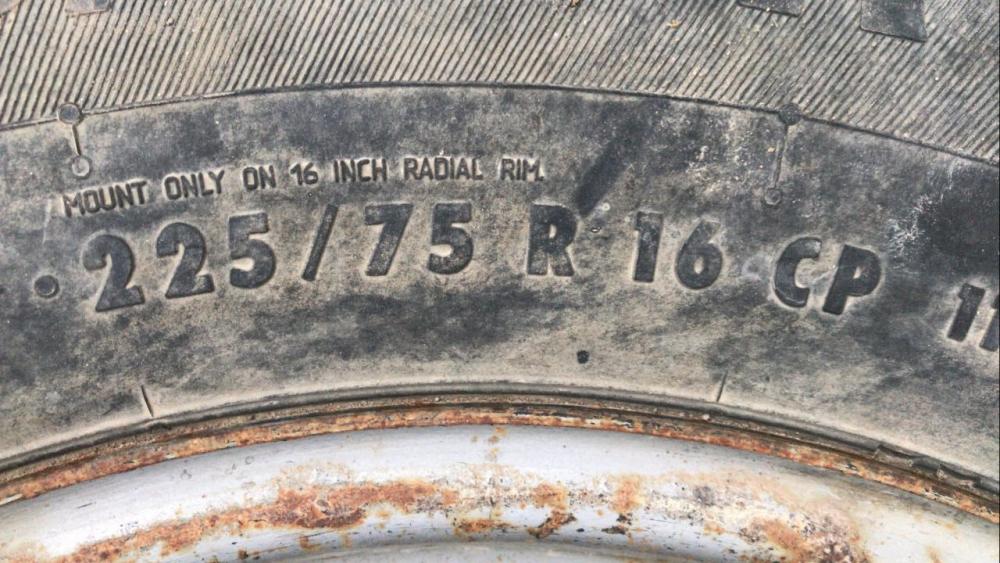 MOUNT ONLY ON 16 INCH RADIAL RIM.
• 225/75 R 16 CP